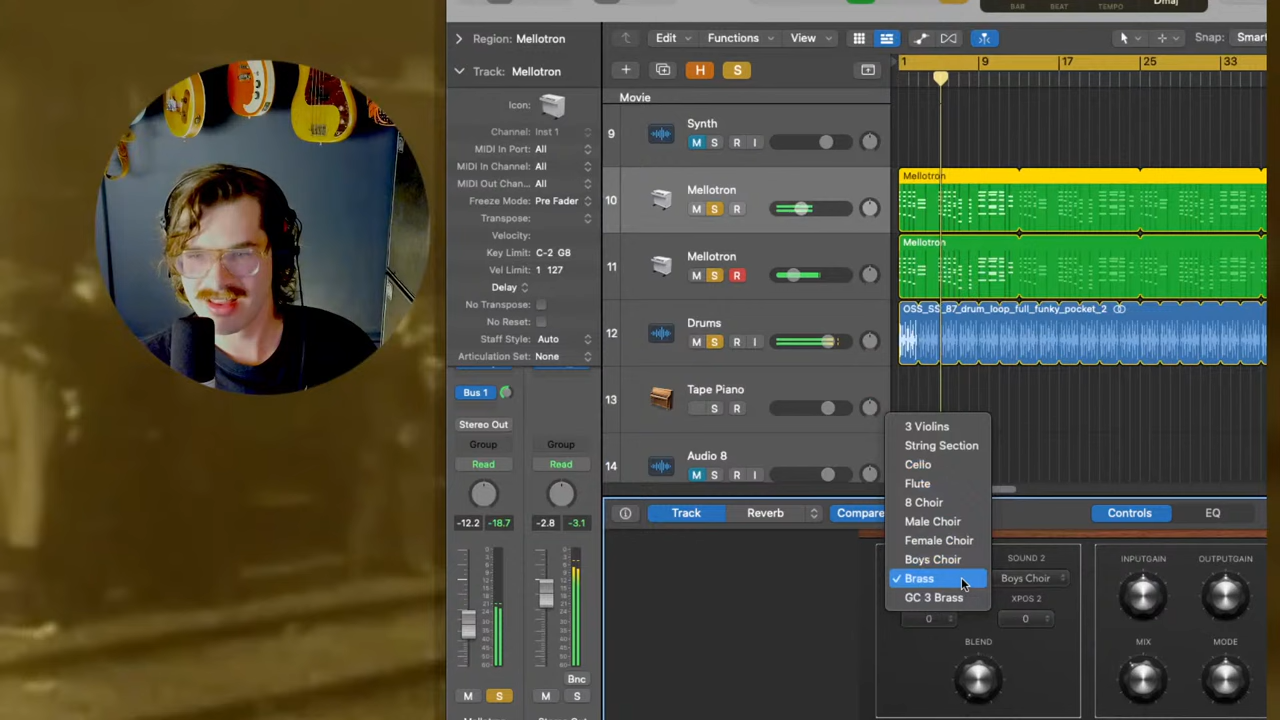 BAR BEAT TEMPO Dmaj
Region: Mellotron
Track: Mellotron
Icon:
Channel: Inst 1
MIDI In Port: All
MIDI In Channel: All
MIDI Out Chan... All
Freeze Mode: Pre Fader
Transpose:
Velocity:
Key Limit: C-2 G8
Vel Limit: 1 127
Delay
No Transpose:
No Reset:
Staff Style: Auto
Articulation Set: None
Bus 1
Stereo Out
Group Group
Read Read
-12.2 -18.7 -2.8 -3.1
Bnc
M S M S
Edit Functions View Snap: Smart
H S
1 9 17 25 33
Movie
9 Synth
M S R I
10 Mellotron
M S R
11 Mellotron
M S R
12 Drums
M S R I
13 Tape Piano
S R
14 Audio 8
M S R I
Mellotron
Mellotron
OSS_SS_87_drum_loop_full_funky_pocket_2
3 Violins
String Section
Cello
Flute
8 Choir
Male Choir
Female Choir
Boys Choir
✓ Brass
GC 3 Brass
Track Reverb Compare Controls EQ
SOUND 2
Boys Choir
XPOS 2
0 0
BLEND
INPUTGAIN OUTPUTGAIN
MIX MODE